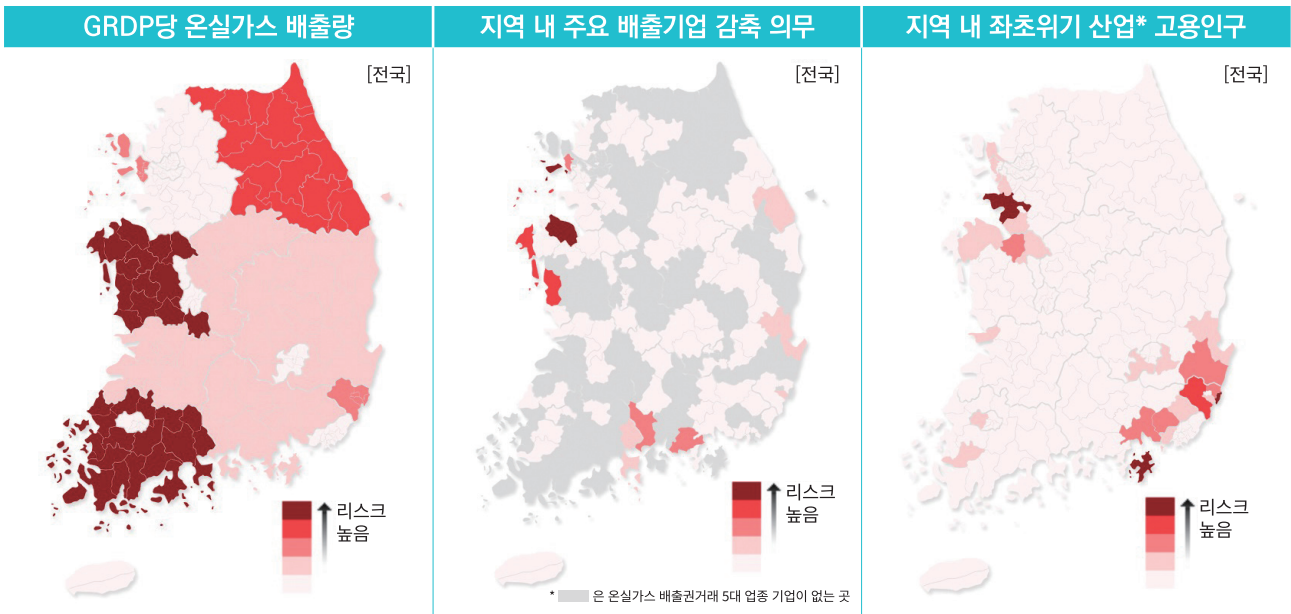 GRDP당 온실가스 배출량
지역 내 주요 배출기업 감축 의무
지역 내 좌초위기 산업* 고용인구
[전국]
[전국]
[전국]
리스크
높음
리스크
높음
리스크
높음
* 은 온실가스 배출권거래 5대 업종 기업이 없는 곳